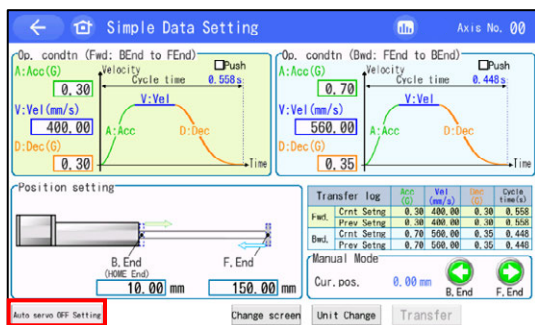 Simple Data Setting
Axis No. 00
Op. condtn (Fwd: BEnd to FEnd)
A:Acc(G)
0.30
V:Vel(mm/s)
400.00
D:Dec(G)
0.30
Velocity
Push
Cycle time
0.558s
V:Vel
A:Acc
D:Dec
Time
Op. condtn (Bwd: FEnd to BEnd)
A:Acc(G)
0.70
V:Vel(mm/s)
560.00
D:Dec(G)
0.35
Velocity
Push
Cycle time
0.448s
V:Vel
A:Acc
D:Dec
Time
Position setting
B.End
(HOME End)
10.00 mm
F.End
150.00 mm
Transfer log Acc (G) Vel (mm/s) Dec (G) Cycle time(s)
Fwd. Crnt Setng 0.30 400.00 0.30 0.558
Prev Setng 0.30 400.00 0.30 0.558
Bwd. Crnt Setng 0.70 560.00 0.35 0.448
Prev Setng 0.70 560.00 0.35 0.448
Manual Mode
Cur.pos. 0.00 mm
B.End
F.End
Auto servo OFF Setting
Change screen
Unit Change
Transfer